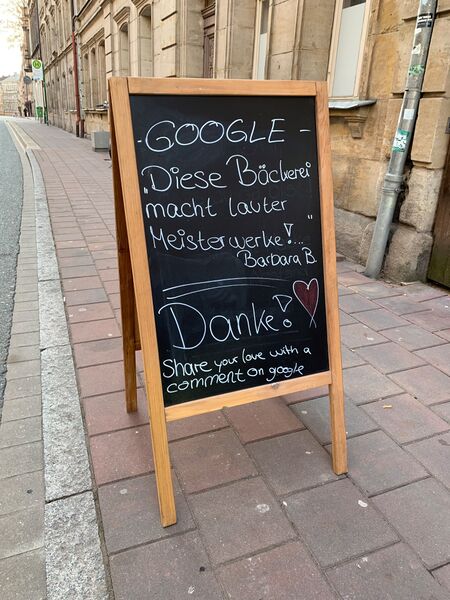 - GOOGLE -
"Diese Bäckerei
macht lauter
Meisterwerke!..."
Barbara B.
Danke!
Share your love with a
comment on google